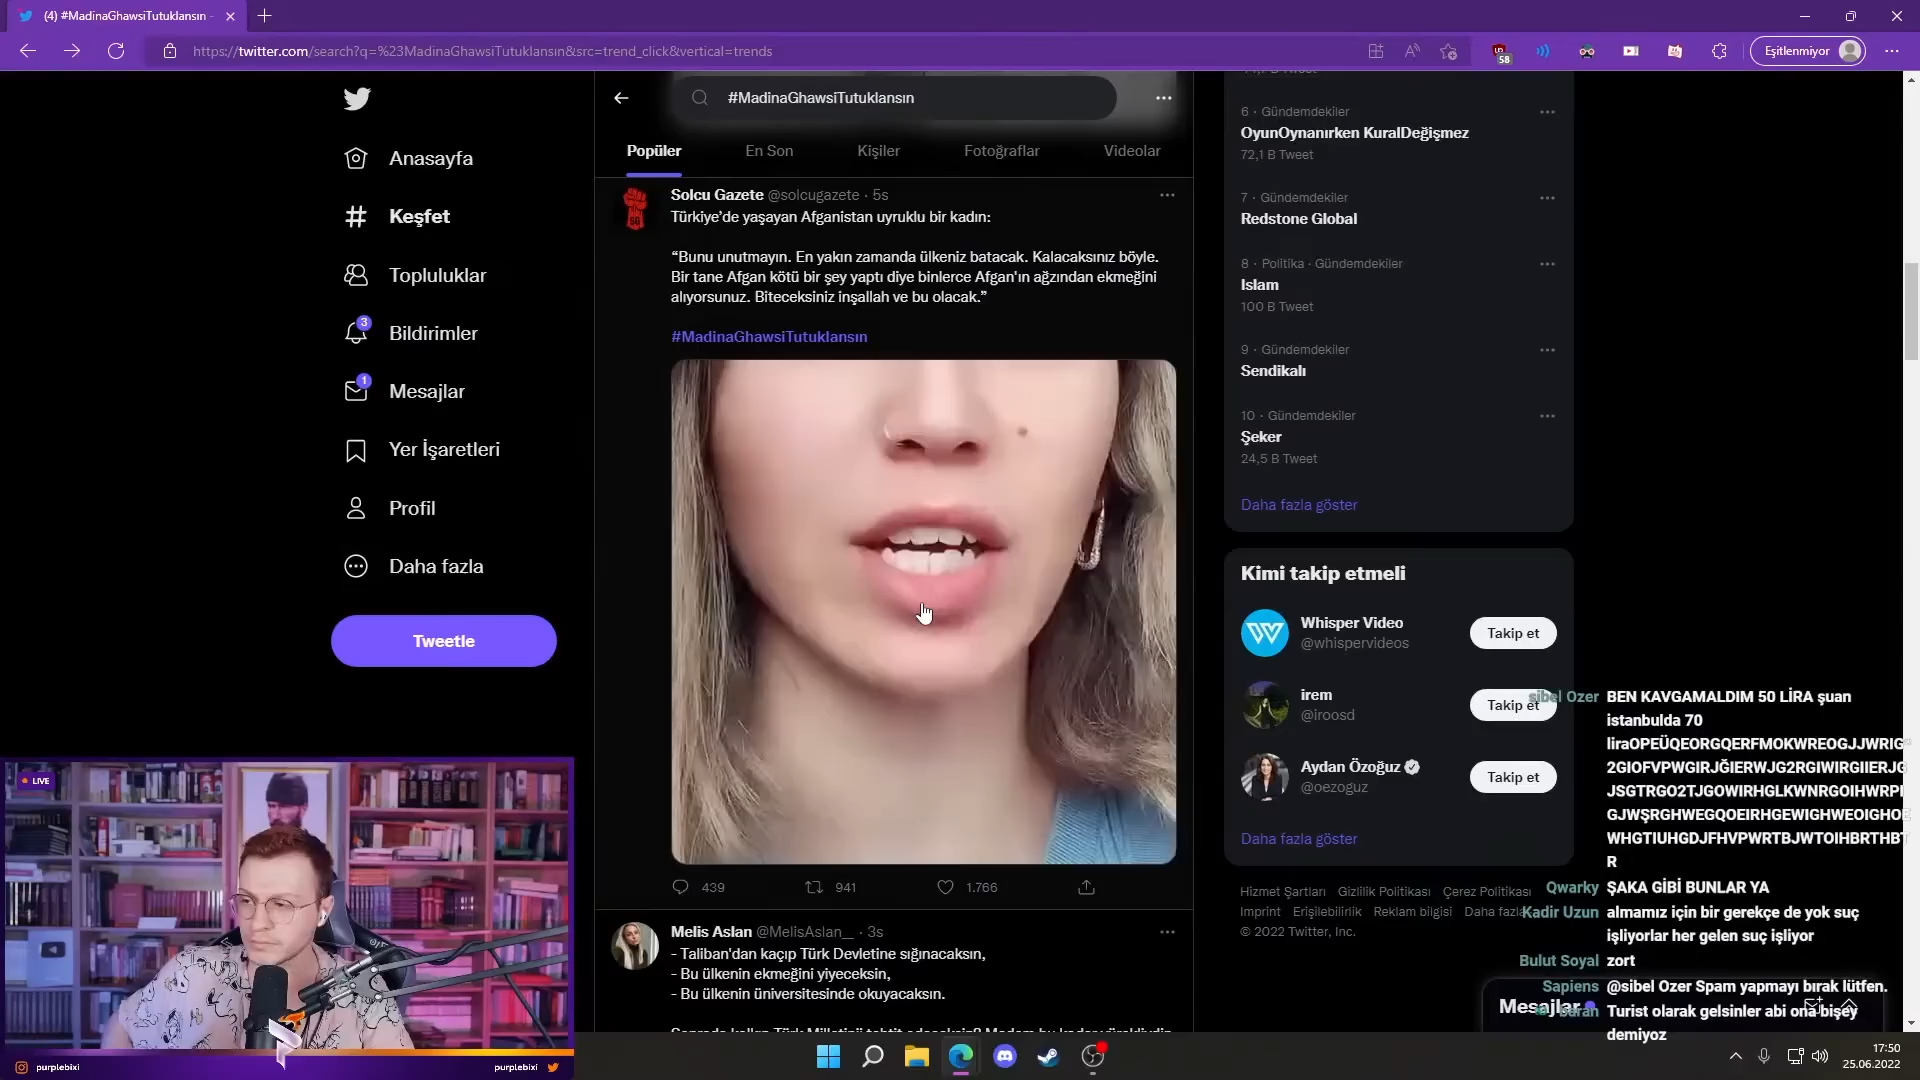 (4) #MadinaGhawsiTutuklansın -
https://twitter.com/search?q=%23MadinaGhawsiTutuklansın&src=trend_click&vertical=trends
58
Eşitlenmiyor
Anasayfa
Keşfet
Topluluklar
3
Bildirimler
1
Mesajlar
Yer İşaretleri
Profil
Daha fazla
Tweetle
#MadinaGhawsiTutuklansın
Popüler
En Son
Kişiler
Fotoğraflar
Videolar
Solcu Gazete @solcugazete · 5s
Türkiye’de yaşayan Afganistan uyruklu bir kadın:
“Bunu unutmayın. En yakın zamanda ülkeniz batacak. Kalacaksınız böyle.
Bir tane Afgan kötü bir şey yaptı diye binlerce Afgan'ın ağzından ekmeğini
alıyorsunuz. Biteceksiniz inşallah ve bu olacak.”
#MadinaGhawsiTutuklansın
439
941
1.766
Melis Aslan @MelisAslan__ · 3s
- Taliban'dan kaçıp Türk Devletine sığınacaksın,
- Bu ülkenin ekmeğini yiyeceksin,
- Bu ülkenin üniversitesinde okuyacaksın.
6 · Gündemdekiler
OyunOynanırken KuralDeğişmez
72,1 B Tweet
7 · Gündemdekiler
Redstone Global
8 · Politika · Gündemdekiler
Islam
100 B Tweet
9 · Gündemdekiler
Sendikalı
10 · Gündemdekiler
Şeker
24,5 B Tweet
Daha fazla göster
Kimi takip etmeli
Whisper Video
@whispervideos
Takip et
irem
@iroosd
Takip et
Aydan Özoğuz
@oezoguz
Takip et
Daha fazla göster
Hizmet Şartları Gizlilik Politikası Çerez Politikası
Imprint Erişilebilirlik Reklam bilgisi Daha fazla
© 2022 Twitter, Inc.
Mesajlar
sibel Ozer BEN KAVGAMALDIM 50 LİRA şuan
istanbulda 70
Qwarky ŞAKA GİBİ BUNLAR YA
Kadir Uzun almamız için bir gerekçe de yok suç
işliyorlar her gelen suç işliyor
Bulut Soyal zort
Sapiens @sibel Ozer Spam yapmayı bırak lütfen.
baran Turist olarak gelsinler abi ona bişey
demiyoz
LIVE
purplebixi
purplebixi
17:50
25.06.2022